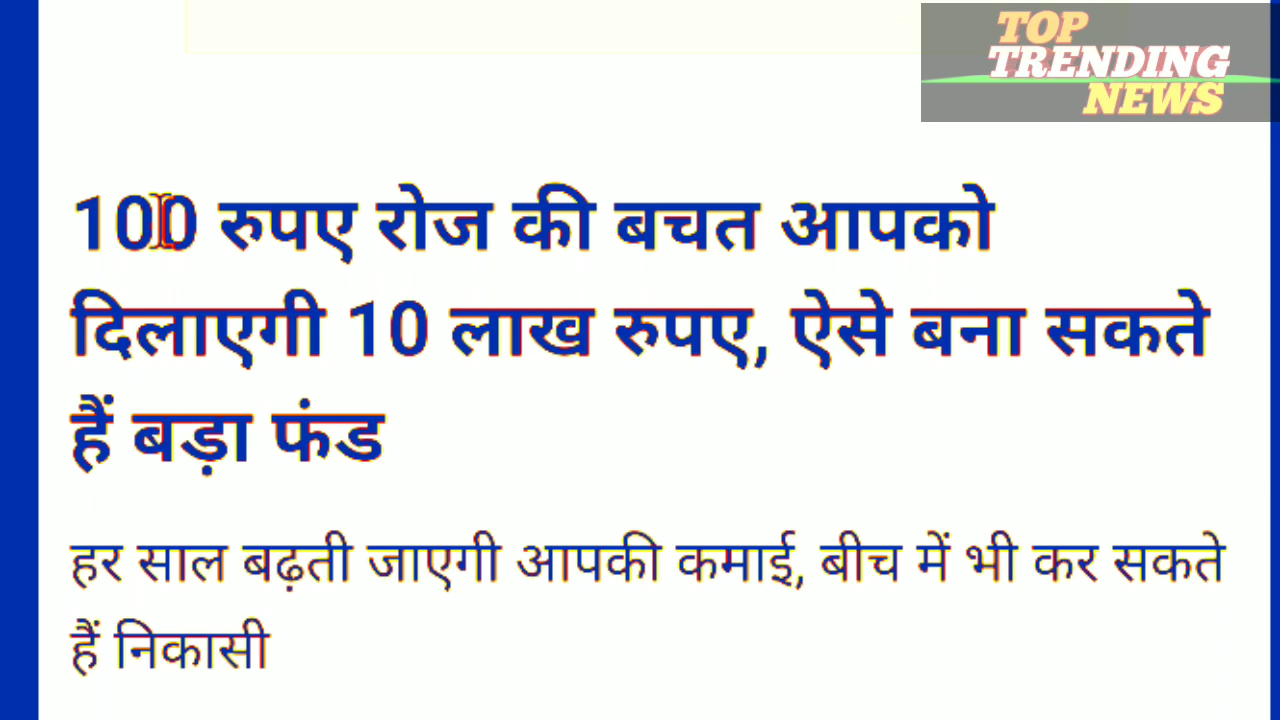 TOP
TRENDING
NEWS
100 रुपए रोज की बचत आपको
दिलाएगी 10 लाख रुपए, ऐसे बना सकते
हैं बड़ा फंड
हर साल बढ़ती जाएगी आपकी कमाई, बीच में भी कर सकते
हैं निकासी